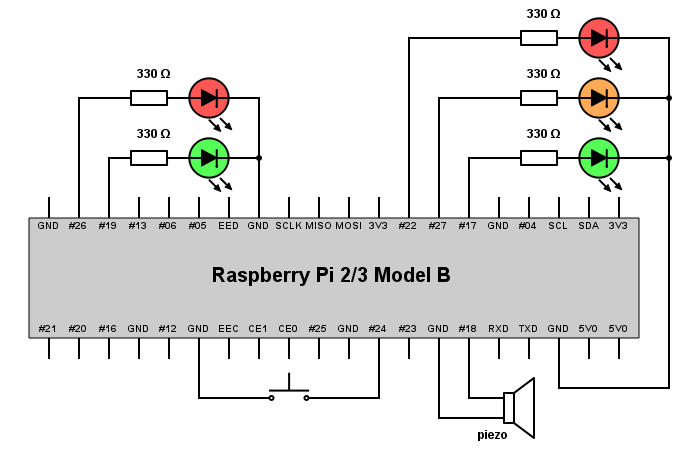 330 Ω
330 Ω
330 Ω
330 Ω
330 Ω
GND #26 #19 #13 #06 #05 EED GND SCLK MISO MOSI 3V3 #22 #27 #17 GND #04 SCL SDA 3V3
Raspberry Pi 2/3 Model B
#21 #20 #16 GND #12 GND EEC CE1 CE0 #25 GND #24 #23 GND #18 RXD TXD GND 5V0 5V0
piezo